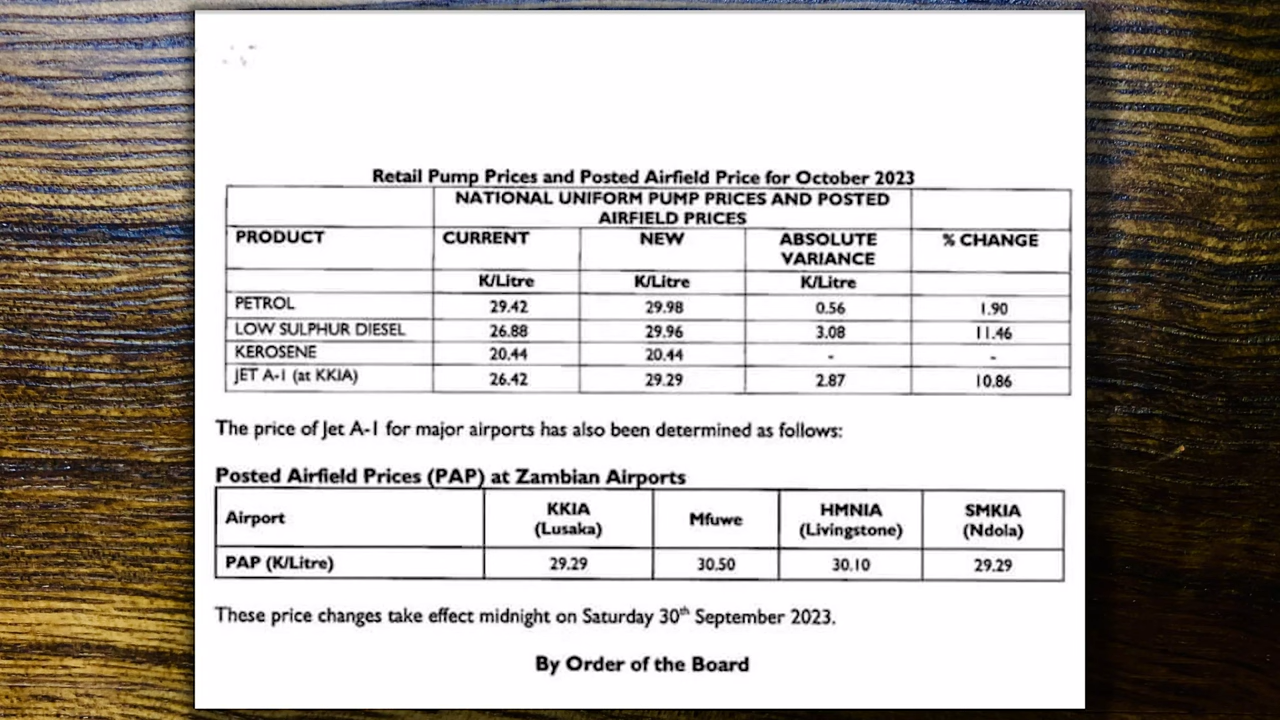 Retail Pump Prices and Posted Airfield Price for October 2023
NATIONAL UNIFORM PUMP PRICES AND POSTED
AIRFIELD PRICES
PRODUCT CURRENT NEW ABSOLUTE VARIANCE % CHANGE
K/Litre K/Litre K/Litre
PETROL 29.42 29.98 0.56 1.90
LOW SULPHUR DIESEL 26.88 29.96 3.08 11.46
KEROSENE 20.44 20.44 - -
JET A-1 (at KKIA) 26.42 29.29 2.87 10.86
The price of Jet A-1 for major airports has also been determined as follows:
Posted Airfield Prices (PAP) at Zambian Airports
Airport KKIA (Lusaka) Mfuwe HMNIA (Livingstone) SMKIA (Ndola)
PAP (K/Litre) 29.29 30.50 30.10 29.29
These price changes take effect midnight on Saturday 30th September 2023.
By Order of the Board